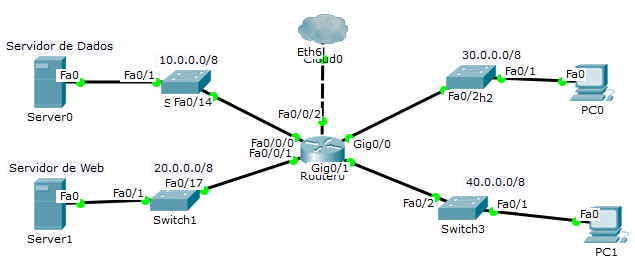 Servidor de Dados
Fa0
Fa0/1
10.0.0.0/8
S
Fa0/14
Server0
Eth6
Fa0/0/2
30.0.0.0/8
Fa0/1
Fa0
Fa0/2
h2
PC0
Fa0/0/0
Fa0/0/1
Gig0/0
Gig0/1
Router0
Servidor de Web
Fa0
Fa0/1
20.0.0.0/8
Fa0/17
Switch1
Server1
40.0.0.0/8
Fa0/2
Fa0/1
Switch3
Fa0
PC1